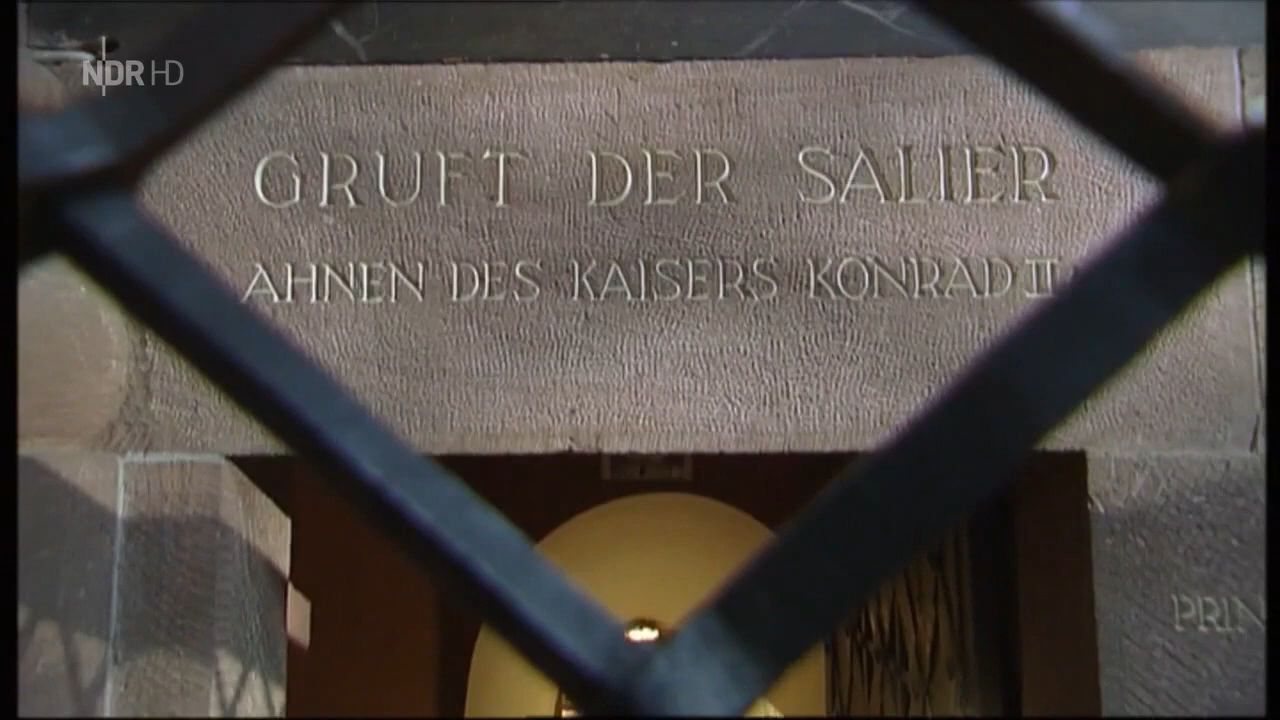 NDR HD
GRUFT DER SALIER
AHNEN DES KAISERS KONRAD II
PRIN